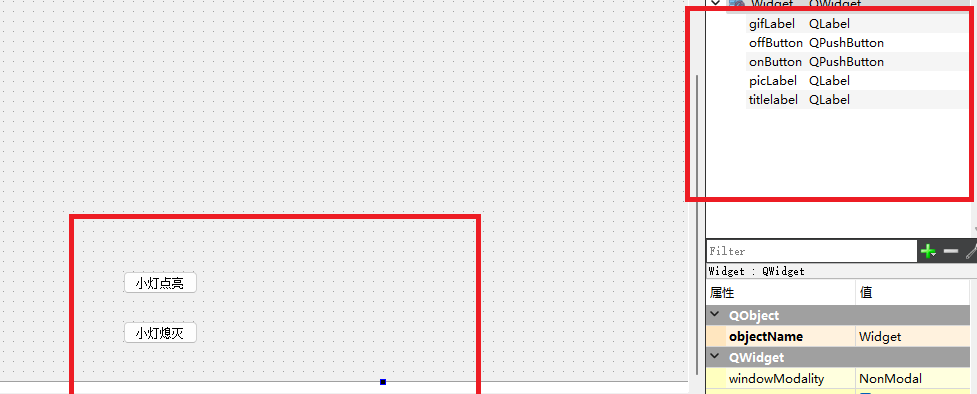 Widget QWidget
gifLabel QLabel
offButton QPushButton
onButton QPushButton
picLabel QLabel
titlelabel QLabel
小灯点亮
小灯熄灭
Filter
Widget : QWidget
属性 值
QObject
objectName Widget
QWidget
windowModality NonModal